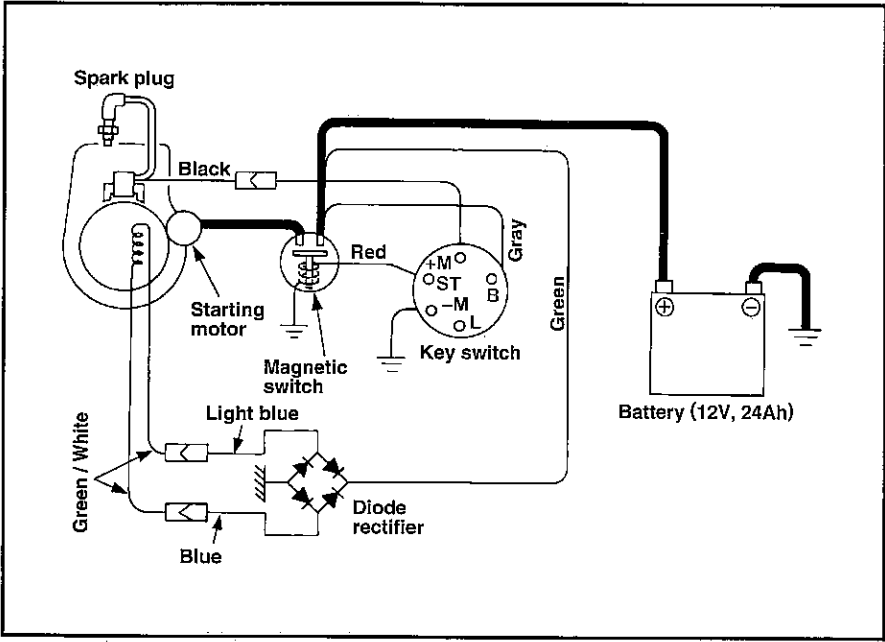 Spark plug
Black
Red
Gray
Green
+M
ST
B
−M
L
Key switch
Starting
motor
Magnetic
switch
+
−
Battery (12V, 24Ah)
Light blue
Green / White
Diode
rectifier
Blue